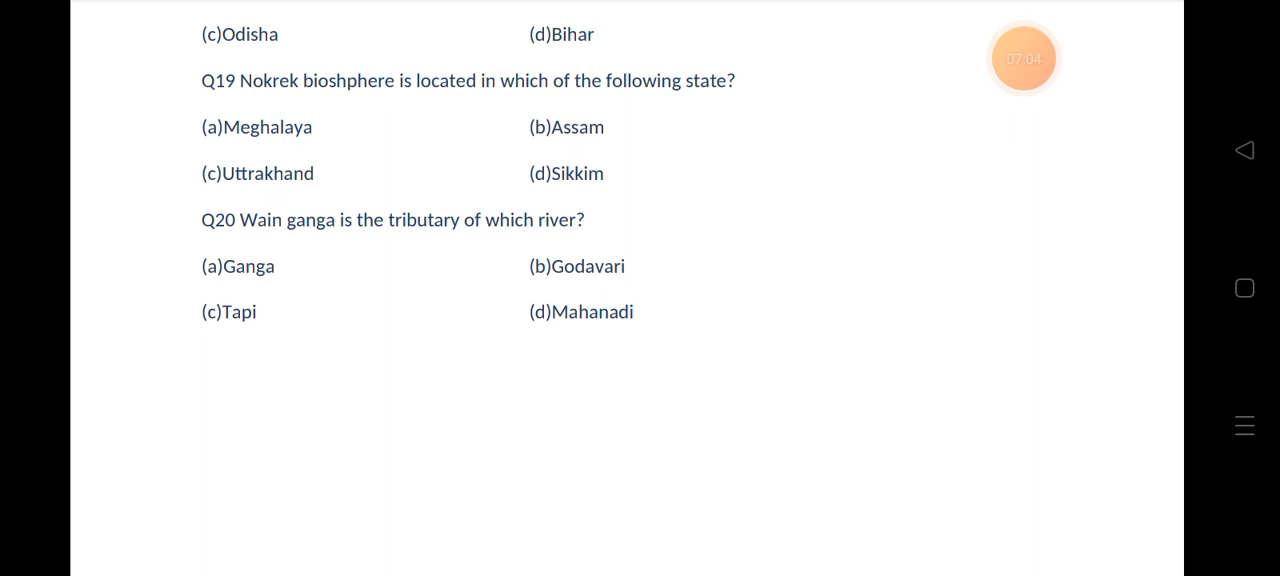 (c)Odisha (d)Bihar
07:04
Q19 Nokrek bioshphere is located in which of the following state?
(a)Meghalaya (b)Assam
(c)Uttrakhand (d)Sikkim
Q20 Wain ganga is the tributary of which river?
(a)Ganga (b)Godavari
(c)Tapi (d)Mahanadi